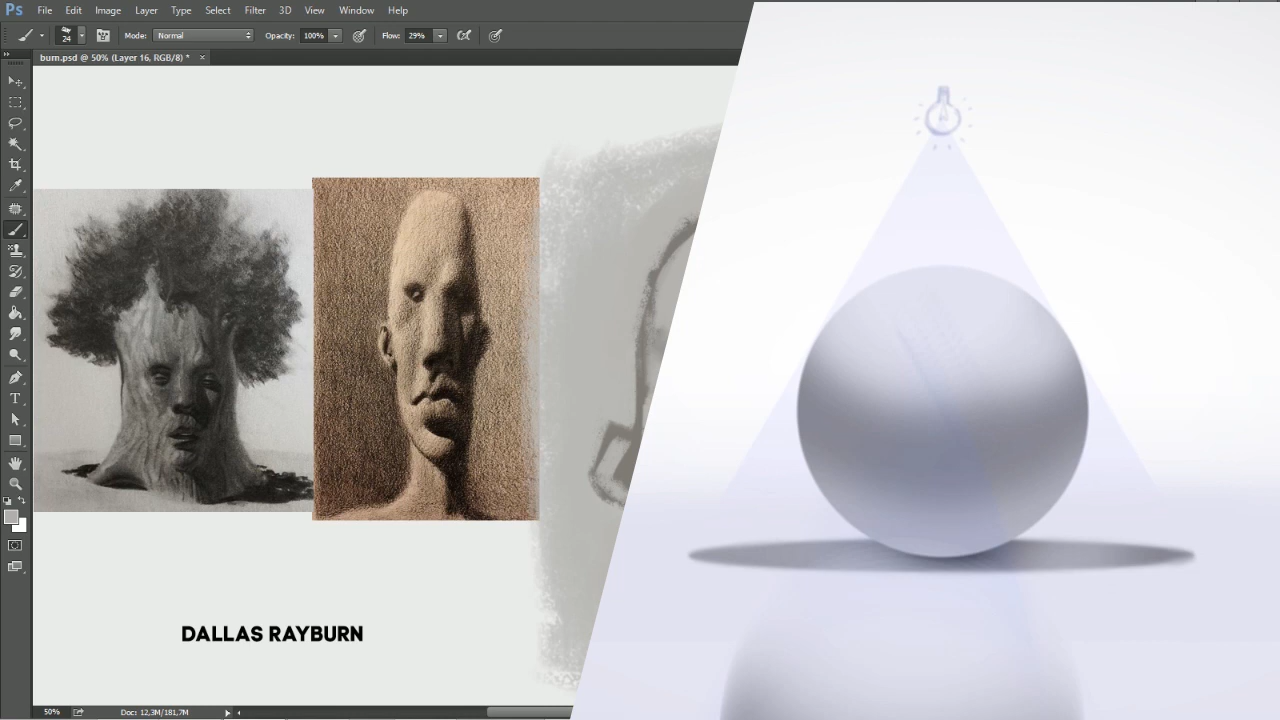 Ps File Edit Image Layer Type Select Filter 3D View Window Help
24 Mode: Normal Opacity: 100% Flow: 29%
burn.psd @ 50% (Layer 16, RGB/8) * ×
T
DALLAS RAYBURN
50% Doc: 12,3M/181,7M